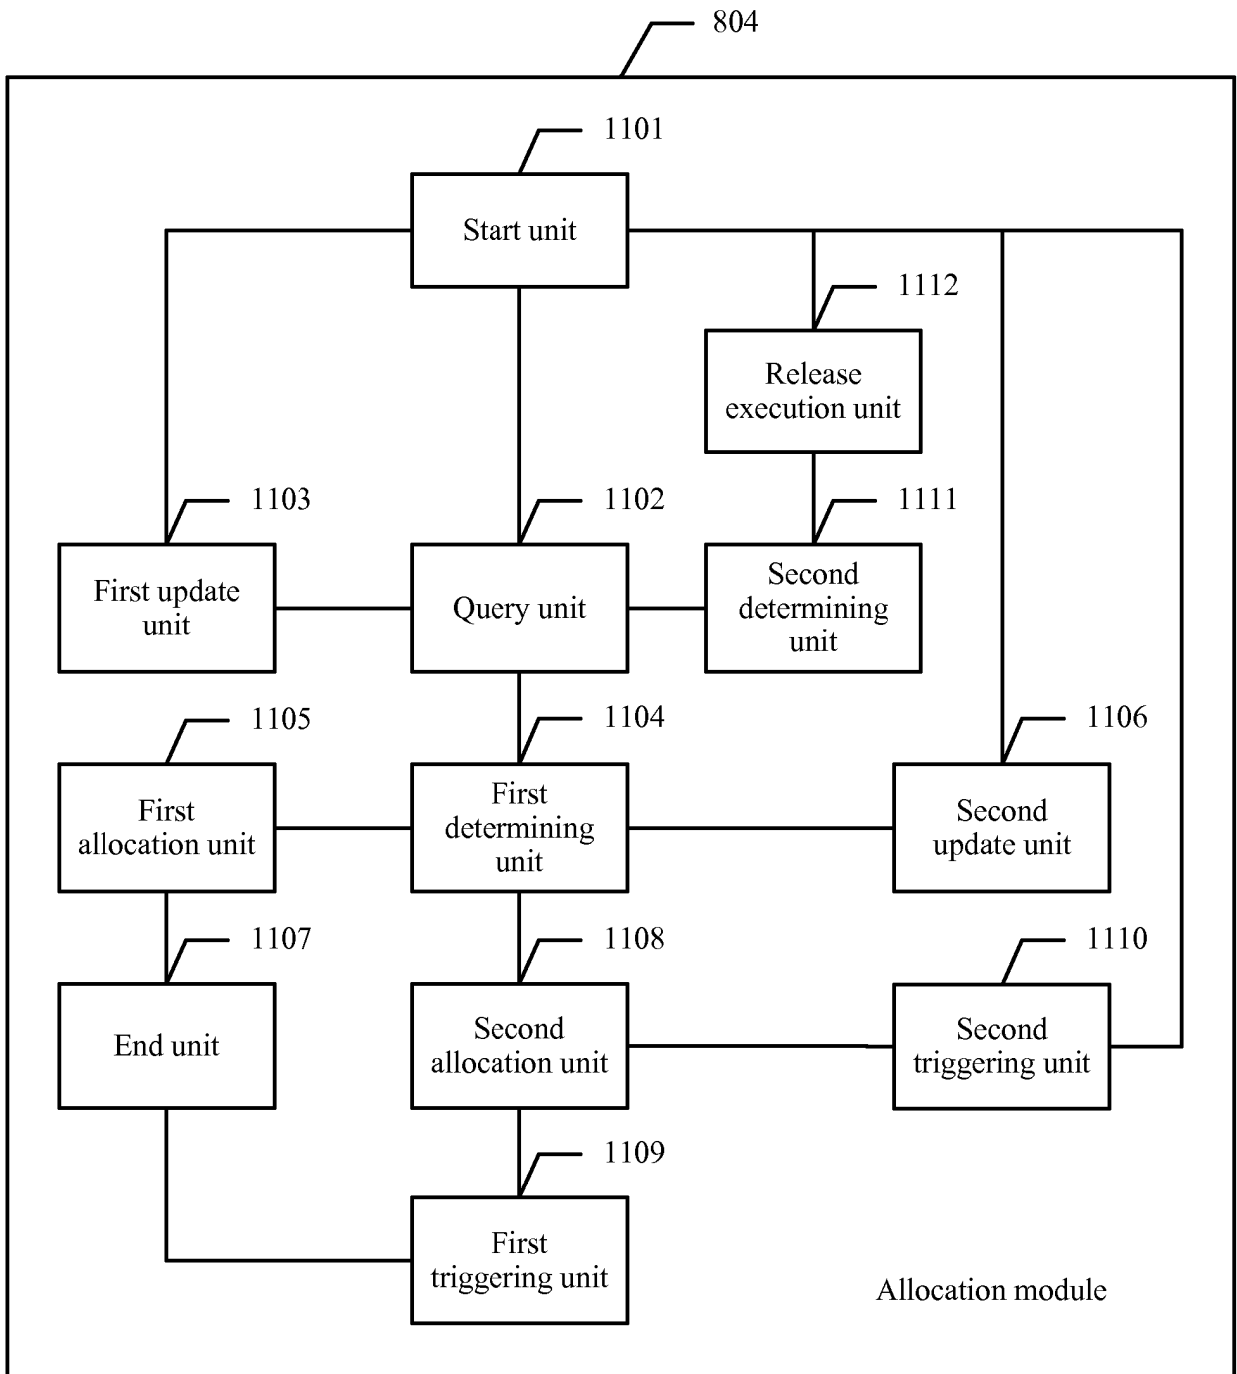 804
1101
Start unit
1112
Release
execution unit
1103
1102
1111
First update
unit
Query unit
Second
determining
unit
1105
1104
1106
First
allocation unit
First
determining
unit
Second
update unit
1107
1108
1110
End unit
Second
allocation unit
Second
triggering unit
1109
First
triggering unit
Allocation module